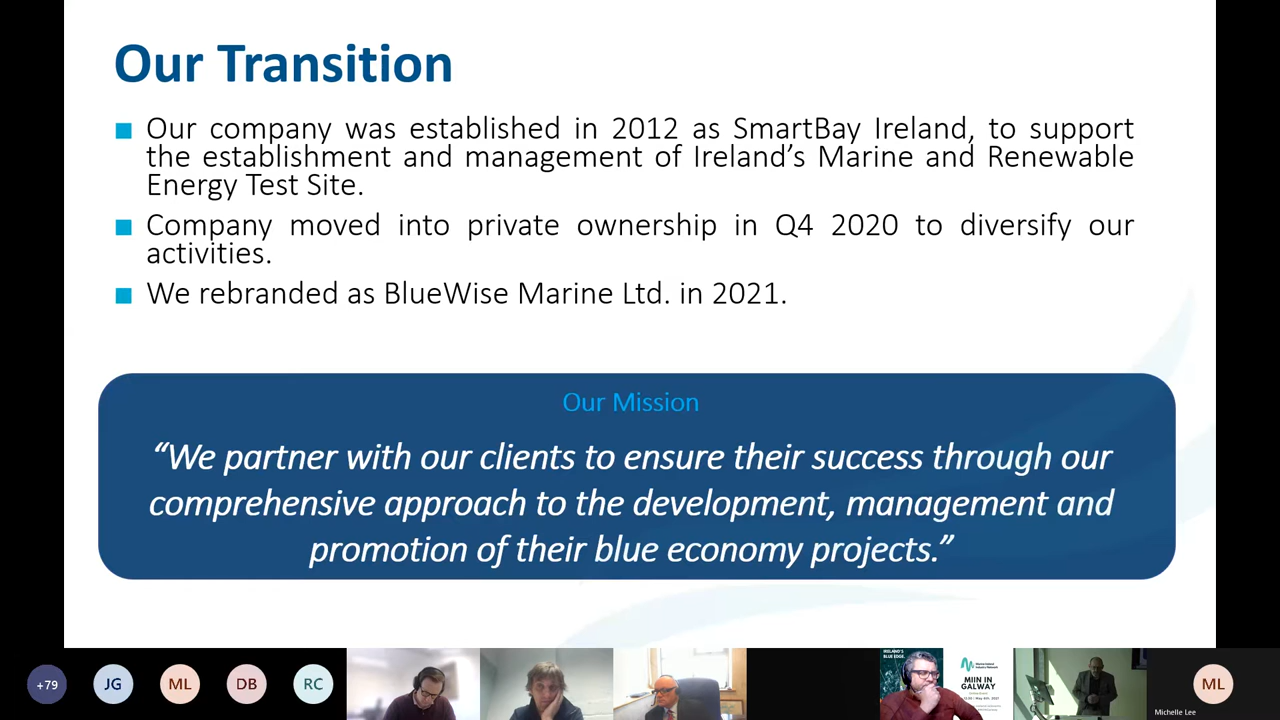 Our Transition
Our company was established in 2012 as SmartBay Ireland, to support
the establishment and management of Ireland's Marine and Renewable
Energy Test Site.
Company moved into private ownership in Q4 2020 to diversify our
activities.
We rebranded as BlueWise Marine Ltd. in 2021.
Our Mission
“We partner with our clients to ensure their success through our
comprehensive approach to the development, management and
promotion of their blue economy projects.”
+79
JG
ML
DB
RC
IRELAND'S
BLUE EDGE.
MIIN IN
GALWAY
ML
Michelle Lee